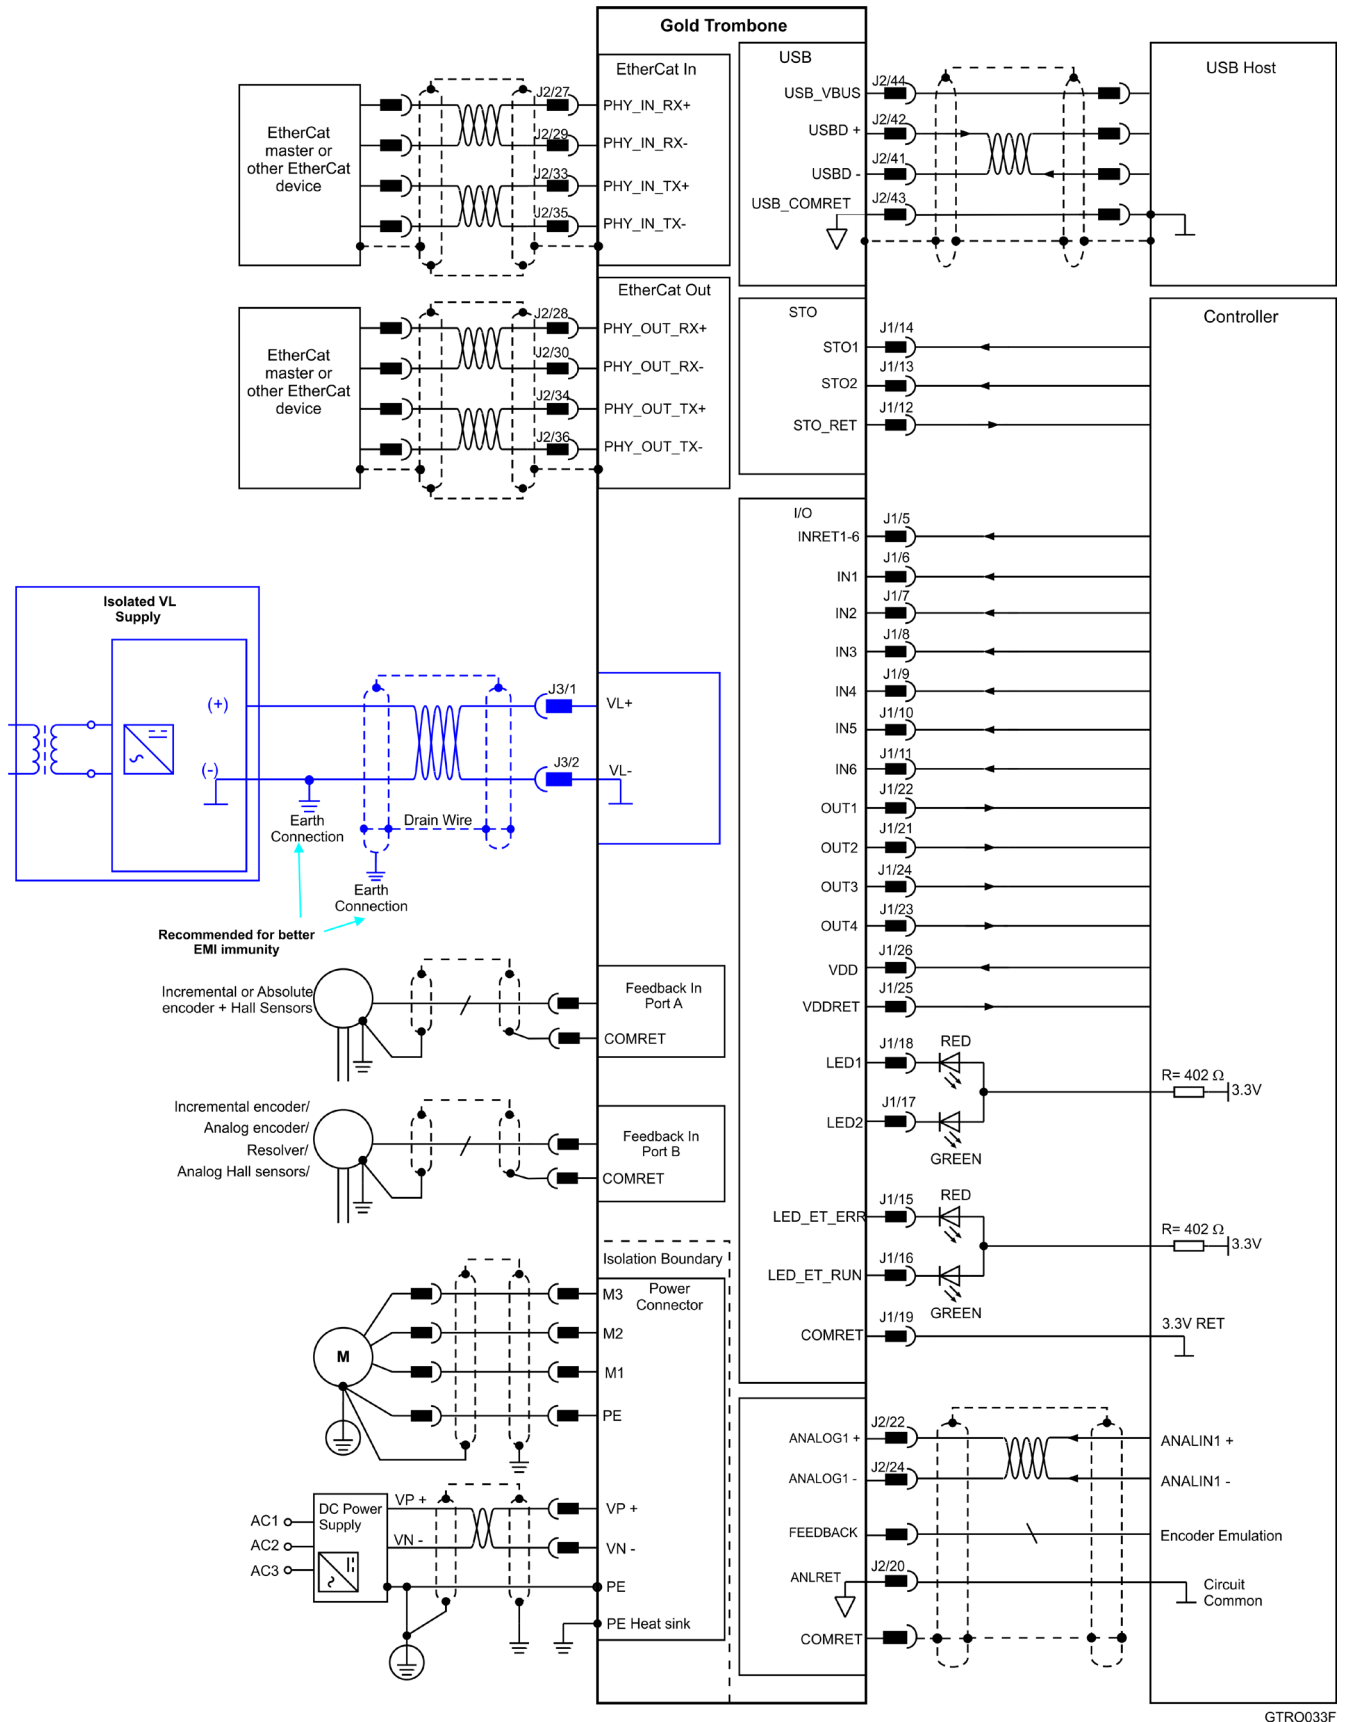 Gold Trombone
EtherCat In
EtherCat
master or
other EtherCat
device
J2/27
PHY_IN_RX+
J2/29
PHY_IN_RX-
J2/33
PHY_IN_TX+
J2/35
PHY_IN_TX-
EtherCat Out
EtherCat
master or
other EtherCat
device
J2/28
PHY_OUT_RX+
J2/30
PHY_OUT_RX-
J2/34
PHY_OUT_TX+
J2/36
PHY_OUT_TX-
Isolated VL
Supply
(+)
(-)
J3/1
VL+
J3/2
VL-
Earth
Connection
Drain Wire
Earth
Connection
Recommended for better
EMI immunity
Incremental or Absolute
encoder + Hall Sensors
Feedback In
Port A
COMRET
Incremental encoder/
Analog encoder/
Resolver/
Analog Hall sensors/
Feedback In
Port B
COMRET
Isolation Boundary
Power
Connector
M
M3
M2
M1
PE
AC1
AC2
AC3
DC Power
Supply
VP +
VN -
VP +
VN -
PE
PE Heat sink
USB
J2/44
USB_VBUS
J2/42
USBD +
J2/41
USBD -
J2/43
USB_COMRET
USB Host
STO
J1/14
STO1
J1/13
STO2
J1/12
STO_RET
Controller
I/O
J1/5
INRET1-6
J1/6
IN1
J1/7
IN2
J1/8
IN3
J1/9
IN4
J1/10
IN5
J1/11
IN6
J1/22
OUT1
J1/21
OUT2
J1/24
OUT3
J1/23
OUT4
J1/26
VDD
J1/25
VDDRET
J1/18
RED
LED1
J1/17
LED2
GREEN
R= 402 Ω
3.3V
J1/15
RED
LED_ET_ERR
J1/16
LED_ET_RUN
GREEN
R= 402 Ω
3.3V
J1/19
COMRET
3.3V RET
J2/22
ANALOG1 +
ANALIN1 +
J2/24
ANALOG1 -
ANALIN1 -
FEEDBACK
Encoder Emulation
J2/20
ANLRET
Circuit
Common
COMRET
GTRO033F